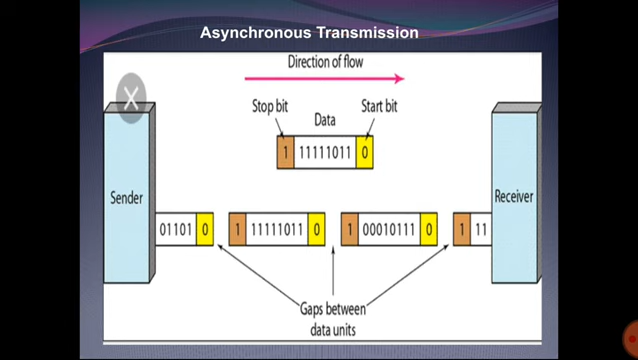 Asynchronous Transmission
Direction of flow
Stop bit
Data
Start bit
1 11111011 0
Sender
Receiver
01101 0 1 11111011 0 1 00010111 0 1 11
Gaps between
data units